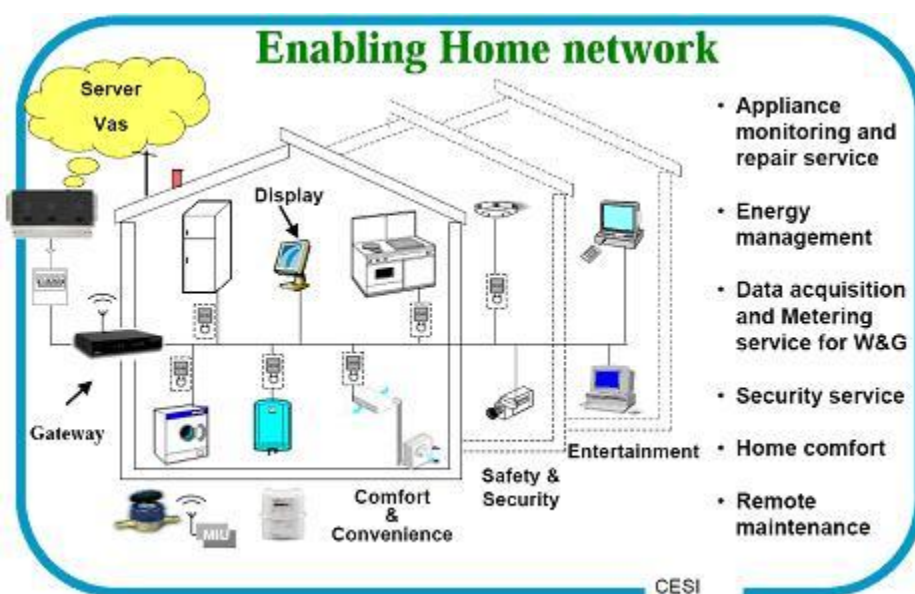 Enabling Home network
Server
Vas
Display
Gateway
MIU
Comfort
&
Convenience
Safety &
Security
Entertainment
• Appliance
monitoring and
repair service
• Energy
management
• Data acquisition
and Metering
service for W&G
• Security service
• Home comfort
• Remote
maintenance
CESI